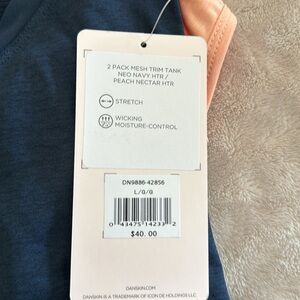 2 PACK MESH TRIM TANK
NEO NAVY HTR /
PEACH NECTAR HTR
STRETCH
WICKING
MOISTURE-CONTROL
DN9886-42856
L/G/G
0 43475 14233 2
$40.00
DANSKIN.COM
DANSKIN IS A TRADEMARK OF ICON DE HOLDINGS LLC.